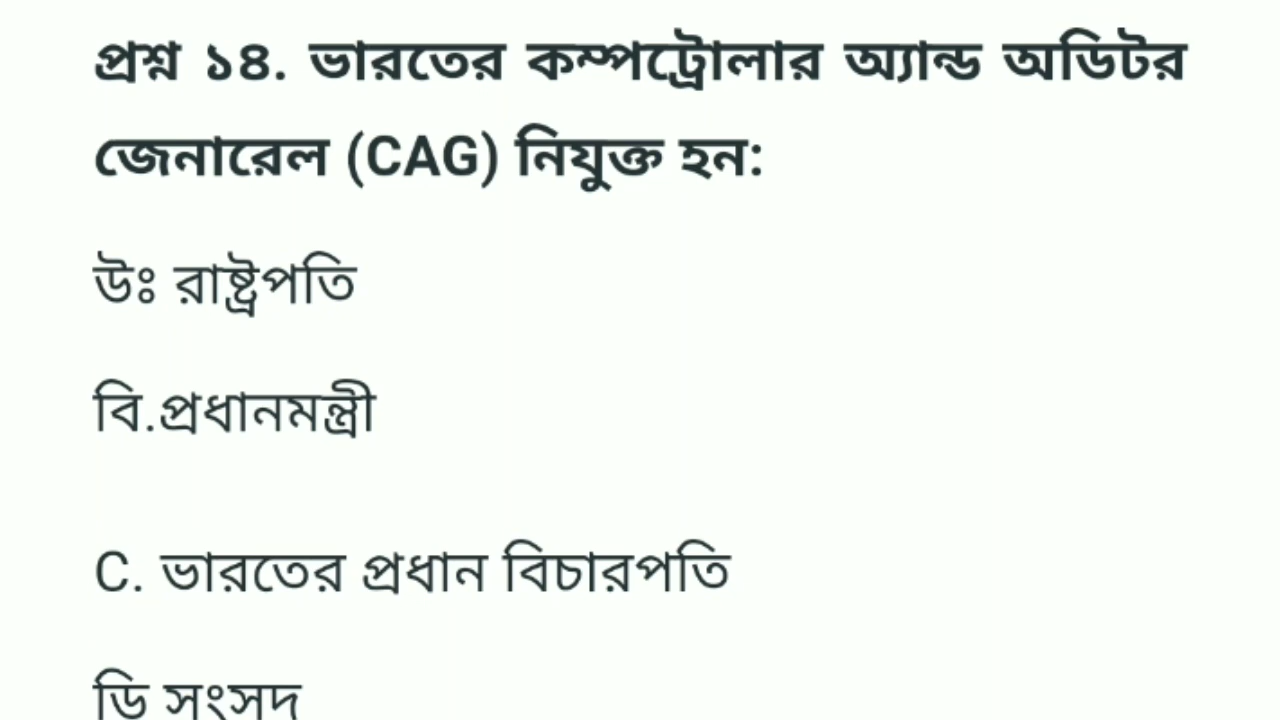 প্রশ্ন ১৪. ভারতের কম্পট্রোলার অ্যান্ড অডিটর
জেনারেল (CAG) নিযুক্ত হন:
উঃ রাষ্ট্রপতি
বি.প্রধানমন্ত্রী
C. ভারতের প্রধান বিচারপতি
ডি সংসদ